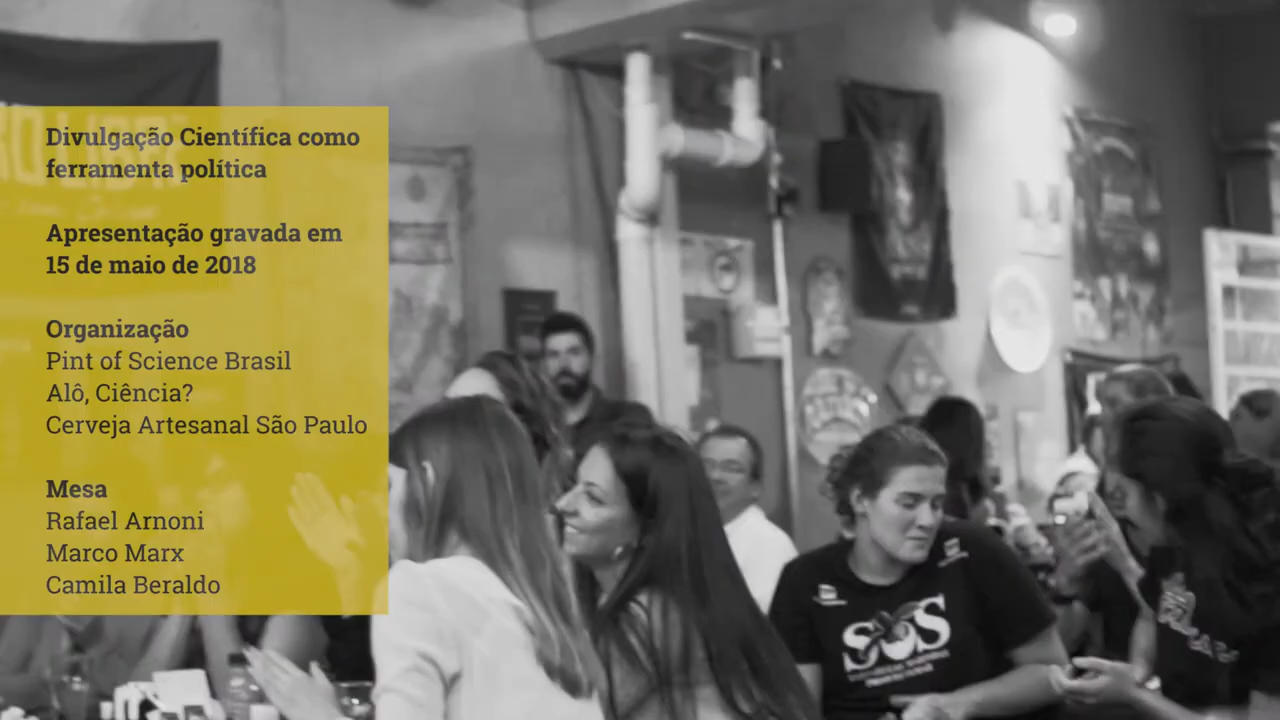 Divulgação Científica como
ferramenta política
Apresentação gravada em
15 de maio de 2018
Organização
Pint of Science Brasil
Alô, Ciência?
Cerveja Artesanal São Paulo
Mesa
Rafael Arnoni
Marco Marx
Camila Beraldo
SOS